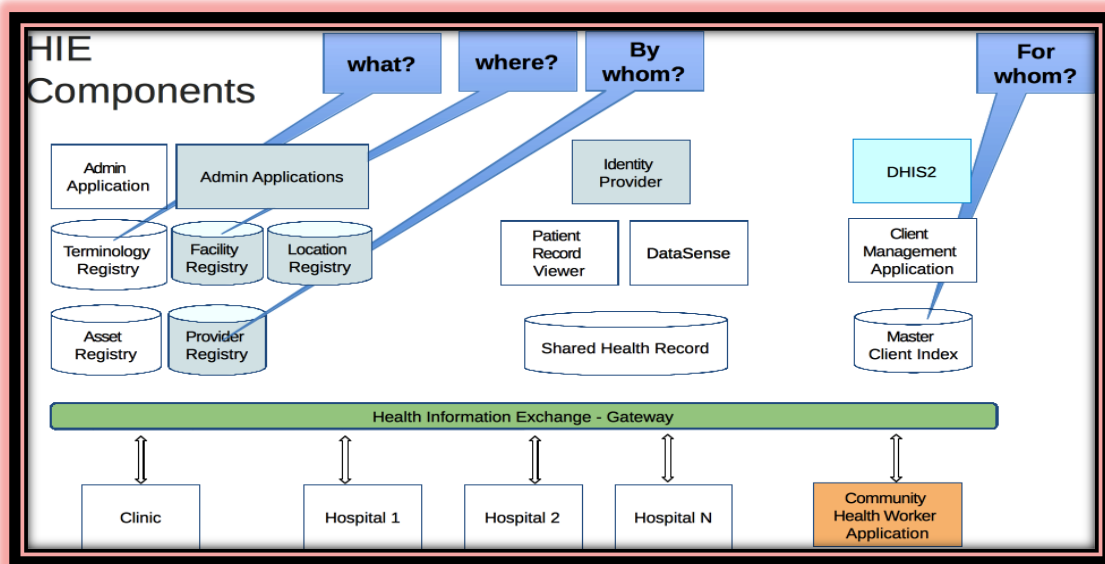 HIE
Components
what?
where?
By
whom?
For
whom?
Admin
Application
Admin Applications
Identity
Provider
DHIS2
Terminology
Registry
Facility
Registry
Location
Registry
Patient
Record
Viewer
DataSense
Client
Management
Application
Asset
Registry
Provider
Registry
Shared Health Record
Master
Client Index
Health Information Exchange - Gateway
Clinic
Hospital 1
Hospital 2
Hospital N
Community
Health Worker
Application